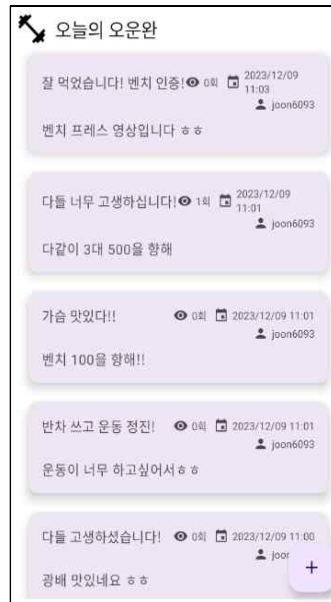 오늘의 오운완
잘 먹었습니다! 벤치 인증! 0회 2023/12/09
11:03
joon6093
벤치 프레스 영상입니다 ㅎㅎ
다들 너무 고생하십니다! 1회 2023/12/09
11:01
joon6093
다같이 3대 500을 향해
가슴 맛있다!! 0회 2023/12/09 11:01
joon6093
벤치 100을 향해!!
반차 쓰고 운동 정진! 0회 2023/12/09 11:01
joon6093
운동이 너무 하고싶어서ㅎㅎ
다들 고생하셨습니다! 0회 2023/12/09 11:00
joo
광배 맛있네요 ㅎㅎ
+